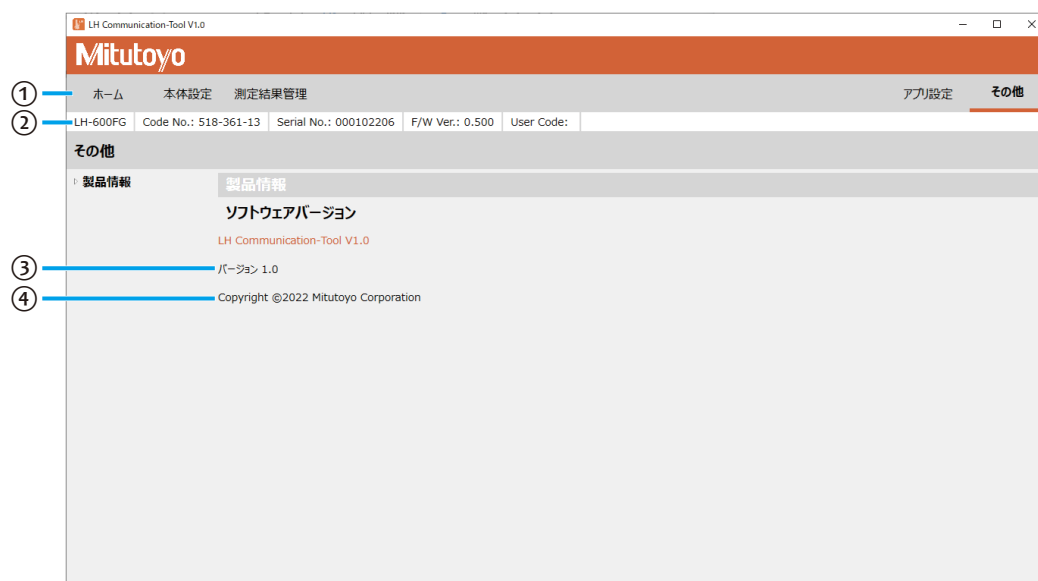 LH Communication-Tool V1.0
Mitutoyo
① ホーム 本体設定 測定結果管理 アプリ設定 その他
② LH-600FG Code No.: 518-361-13 Serial No.: 000102206 F/W Ver.: 0.500 User Code:
その他
製品情報 製品情報
ソフトウェアバージョン
LH Communication-Tool V1.0
③ バージョン 1.0
④ Copyright ©2022 Mitutoyo Corporation